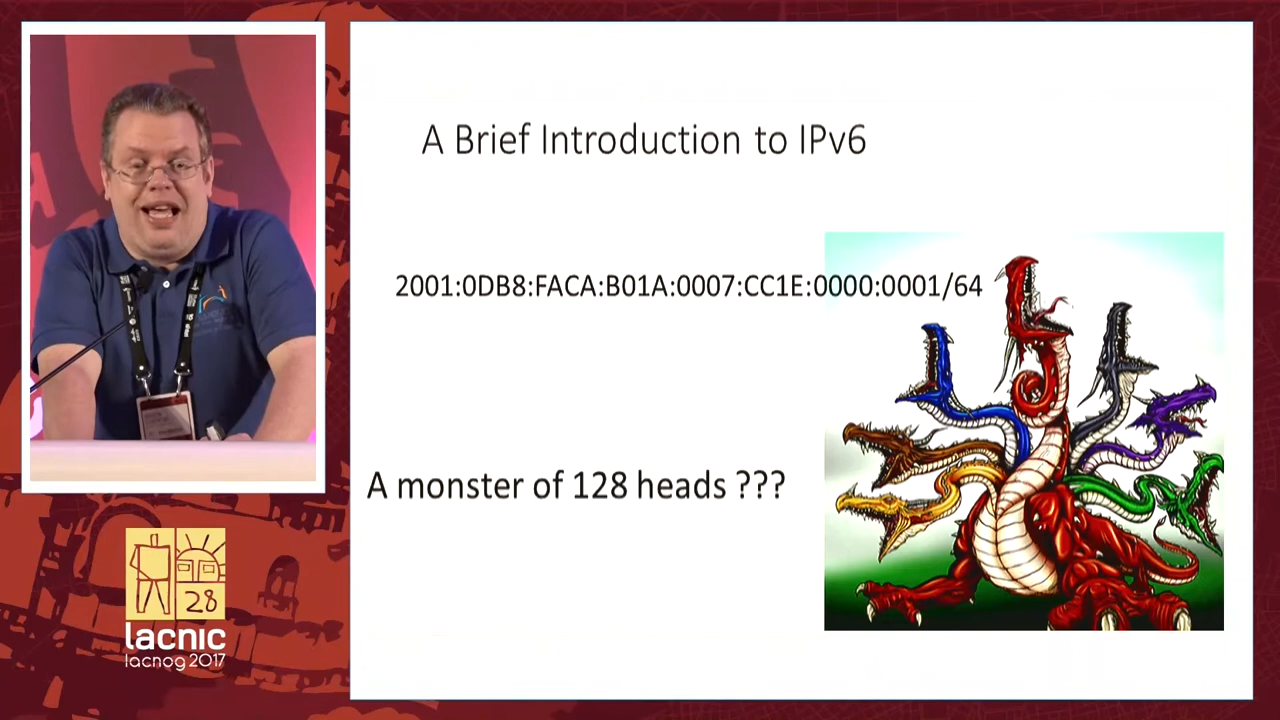 A Brief Introduction to IPv6
2001:0DB8:FACA:B01A:0007:CC1E:0000:0001/64
A monster of 128 heads ???
28
lacnic
lacnog 2017